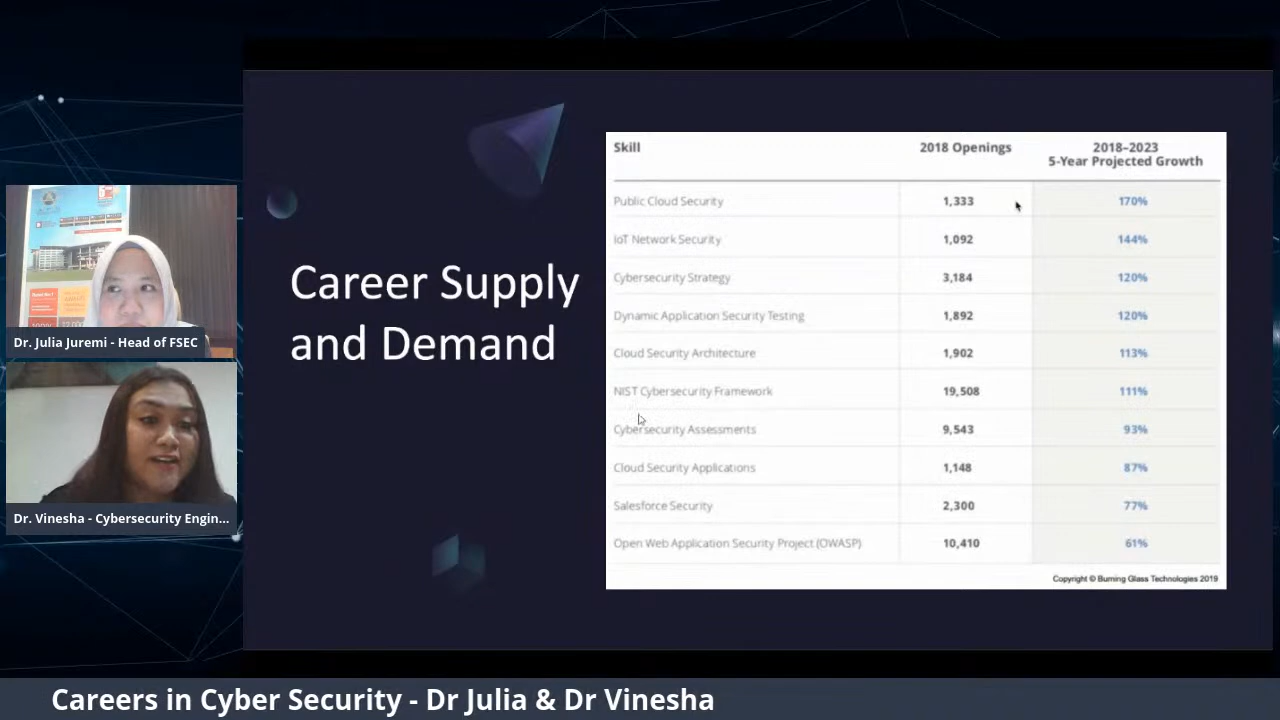 Career Supply
and Demand
Skill 2018 Openings 2018–2023
5-Year Projected Growth
Public Cloud Security 1,333 170%
IoT Network Security 1,092 144%
Cybersecurity Strategy 3,184 120%
Dynamic Application Security Testing 1,892 120%
Cloud Security Architecture 1,902 113%
NIST Cybersecurity Framework 19,508 111%
Cybersecurity Assessments 9,543 93%
Cloud Security Applications 1,148 87%
Salesforce Security 2,300 77%
Open Web Application Security Project (OWASP) 10,410 61%
Copyright © Burning Glass Technologies 2019
Dr. Julia Juremi - Head of FSEC
Dr. Vinesha - Cybersecurity Engin...
Careers in Cyber Security - Dr Julia & Dr Vinesha